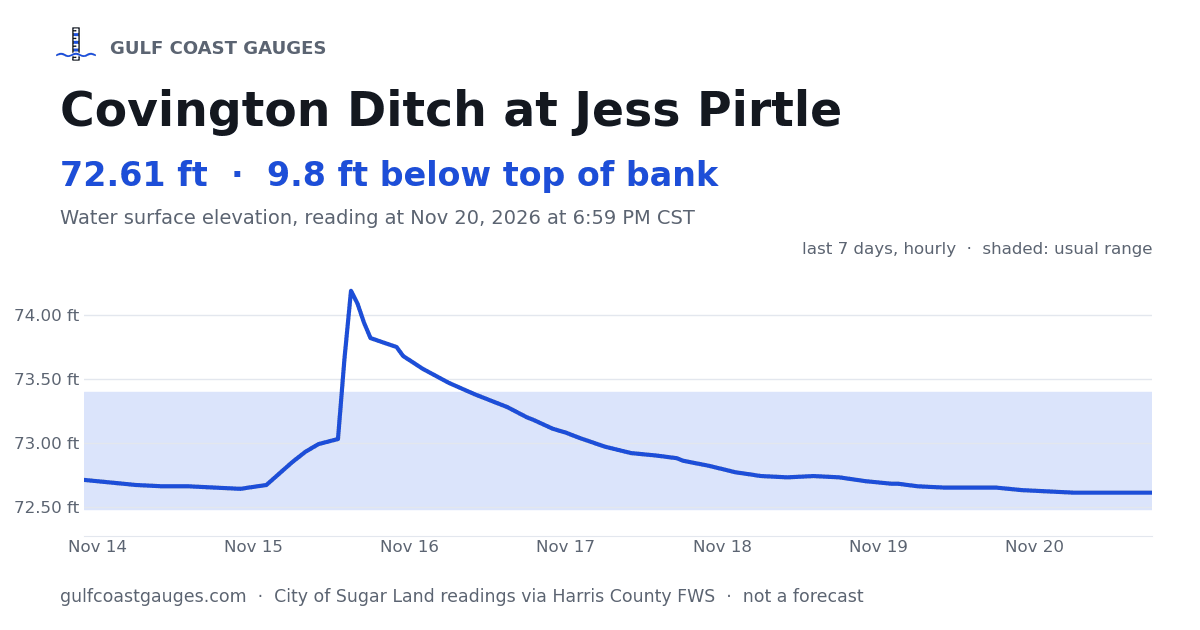 GULF COAST GAUGES
Covington Ditch at Jess Pirtle
72.61 ft · 9.8 ft below top of bank
Water surface elevation, reading at Nov 20, 2026 at 6:59 PM CST
last 7 days, hourly · shaded: usual range
74.00 ft
73.50 ft
73.00 ft
72.50 ft
Nov 14 Nov 15 Nov 16 Nov 17 Nov 18 Nov 19 Nov 20
gulfcoastgauges.com · City of Sugar Land readings via Harris County FWS · not a forecast